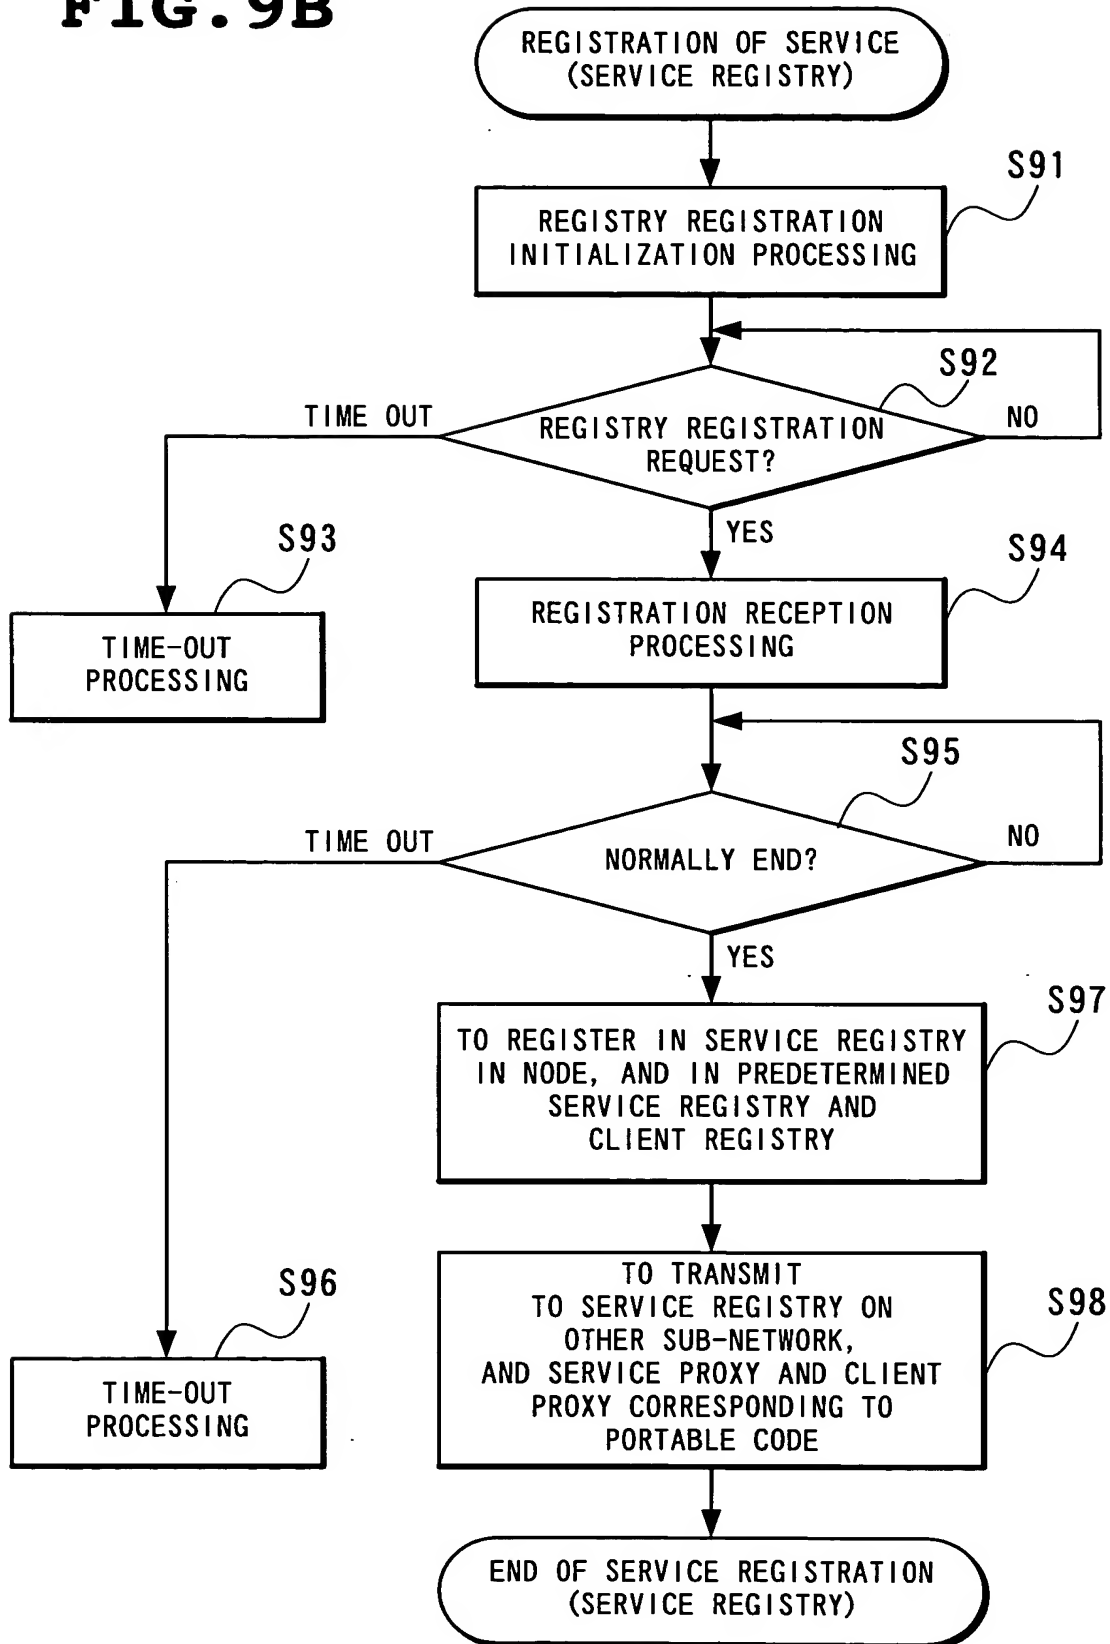 FIG.9B
REGISTRATION OF SERVICE
(SERVICE REGISTRY)
S91
REGISTRY REGISTRATION
INITIALIZATION PROCESSING
S92
TIME OUT
REGISTRY REGISTRATION
REQUEST?
NO
YES
S93
TIME-OUT
PROCESSING
S94
REGISTRATION RECEPTION
PROCESSING
S95
TIME OUT
NORMALLY END?
NO
YES
S97
TO REGISTER IN SERVICE REGISTRY
IN NODE, AND IN PREDETERMINED
SERVICE REGISTRY AND
CLIENT REGISTRY
S96
TIME-OUT
PROCESSING
S98
TO TRANSMIT
TO SERVICE REGISTRY ON
OTHER SUB-NETWORK,
AND SERVICE PROXY AND CLIENT
PROXY CORRESPONDING TO
PORTABLE CODE
END OF SERVICE REGISTRATION
(SERVICE REGISTRY)